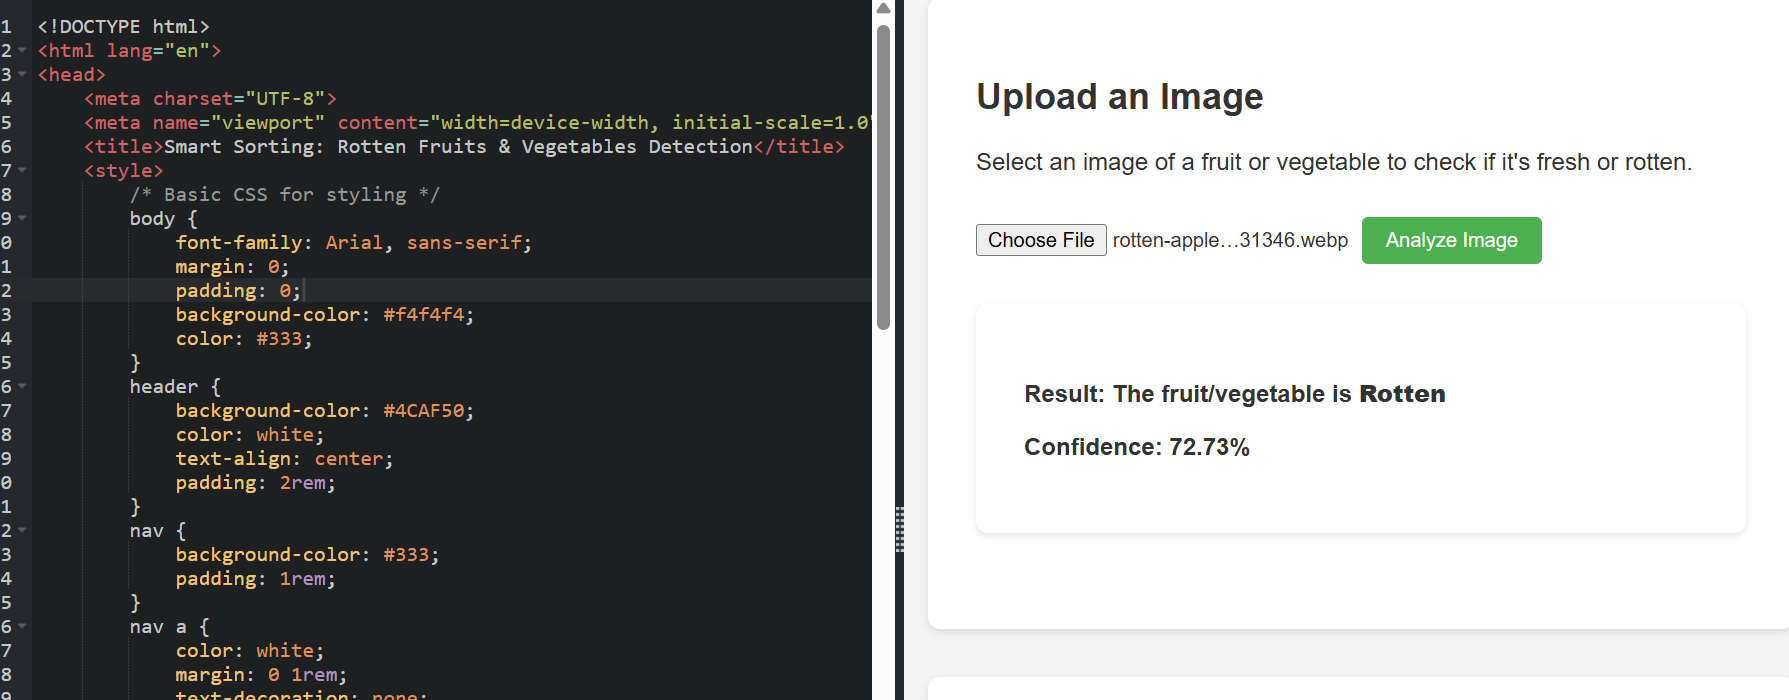 1 <!DOCTYPE html>
2 <html lang="en">
3 <head>
4 <meta charset="UTF-8">
5 <meta name="viewport" content="width=device-width, initial-scale=1.0"
6 <title>Smart Sorting: Rotten Fruits & Vegetables Detection</title>
7 <style>
8 /* Basic CSS for styling */
9 body {
0 font-family: Arial, sans-serif;
1 margin: 0;
2 padding: 0;
3 background-color: #f4f4f4;
4 color: #333;
5 }
6 header {
7 background-color: #4CAF50;
8 color: white;
9 text-align: center;
0 padding: 2rem;
1 }
2 nav {
3 background-color: #333;
4 padding: 1rem;
5 }
6 nav a {
7 color: white;
8 margin: 0 1rem;
9 text-decoration: none;
Upload an Image
Select an image of a fruit or vegetable to check if it's fresh or rotten.
Choose File rotten-apple…31346.webp Analyze Image
Result: The fruit/vegetable is Rotten
Confidence: 72.73%